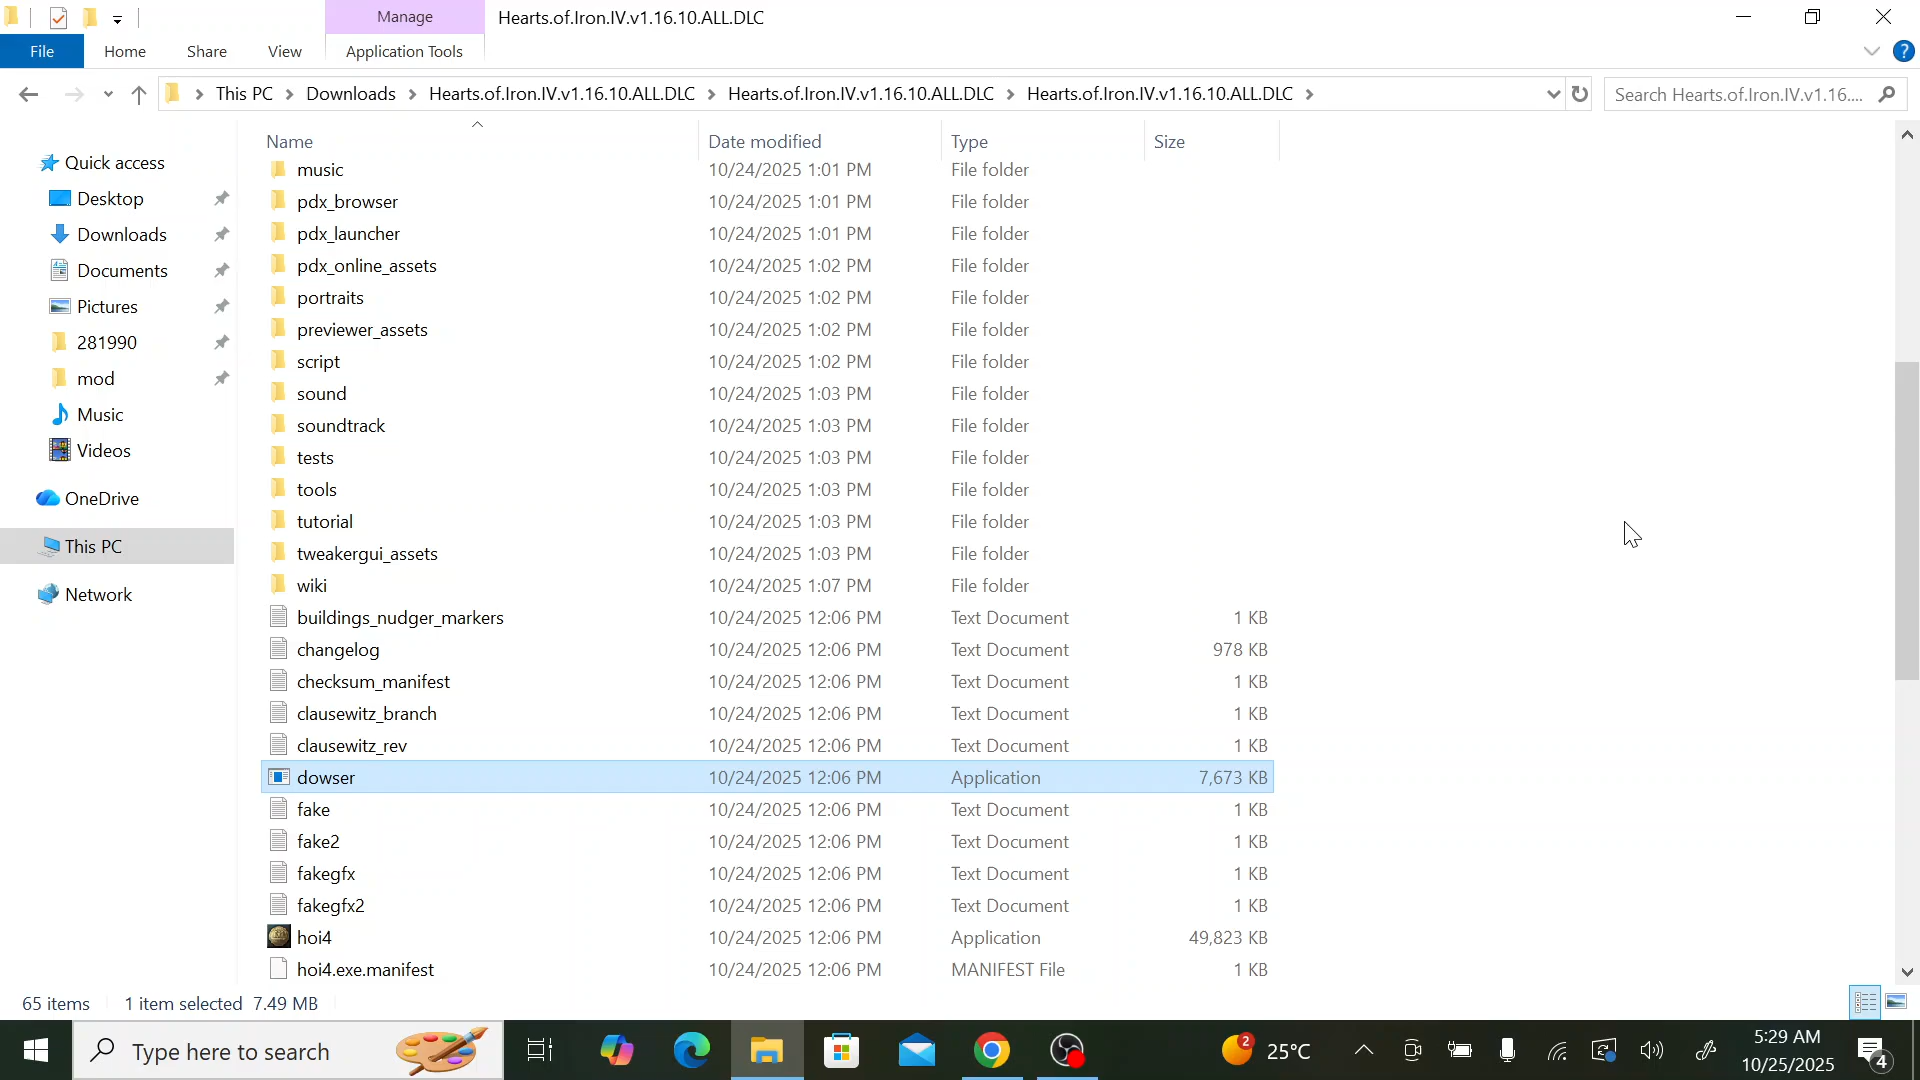 Manage
Hearts.of.Iron.IV.v1.16.10.ALL.DLC
File
Home
Share
View
Application Tools
?
This PC
Downloads
Hearts.of.Iron.IV.v1.16.10.ALL.DLC
Hearts.of.Iron.IV.v1.16.10.ALL.DLC
Hearts.of.Iron.IV.v1.16.10.ALL.DLC
Search Hearts.of.Iron.IV.v1.16....
Name
Date modified
Type
Size
Quick access
Desktop
Downloads
Documents
Pictures
281990
mod
Music
Videos
OneDrive
This PC
Network
music 10/24/2025 1:01 PM File folder
pdx_browser 10/24/2025 1:01 PM File folder
pdx_launcher 10/24/2025 1:01 PM File folder
pdx_online_assets 10/24/2025 1:02 PM File folder
portraits 10/24/2025 1:02 PM File folder
previewer_assets 10/24/2025 1:02 PM File folder
script 10/24/2025 1:02 PM File folder
sound 10/24/2025 1:03 PM File folder
soundtrack 10/24/2025 1:03 PM File folder
tests 10/24/2025 1:03 PM File folder
tools 10/24/2025 1:03 PM File folder
tutorial 10/24/2025 1:03 PM File folder
tweakergui_assets 10/24/2025 1:03 PM File folder
wiki 10/24/2025 1:07 PM File folder
buildings_nudger_markers 10/24/2025 12:06 PM Text Document 1 KB
changelog 10/24/2025 12:06 PM Text Document 978 KB
checksum_manifest 10/24/2025 12:06 PM Text Document 1 KB
clausewitz_branch 10/24/2025 12:06 PM Text Document 1 KB
clausewitz_rev 10/24/2025 12:06 PM Text Document 1 KB
dowser 10/24/2025 12:06 PM Application 7,673 KB
fake 10/24/2025 12:06 PM Text Document 1 KB
fake2 10/24/2025 12:06 PM Text Document 1 KB
fakegfx 10/24/2025 12:06 PM Text Document 1 KB
fakegfx2 10/24/2025 12:06 PM Text Document 1 KB
hoi4 10/24/2025 12:06 PM Application 49,823 KB
hoi4.exe.manifest 10/24/2025 12:06 PM MANIFEST File 1 KB
65 items 1 item selected 7.49 MB
Type here to search
2
25°C
5:29 AM
10/25/2025
4